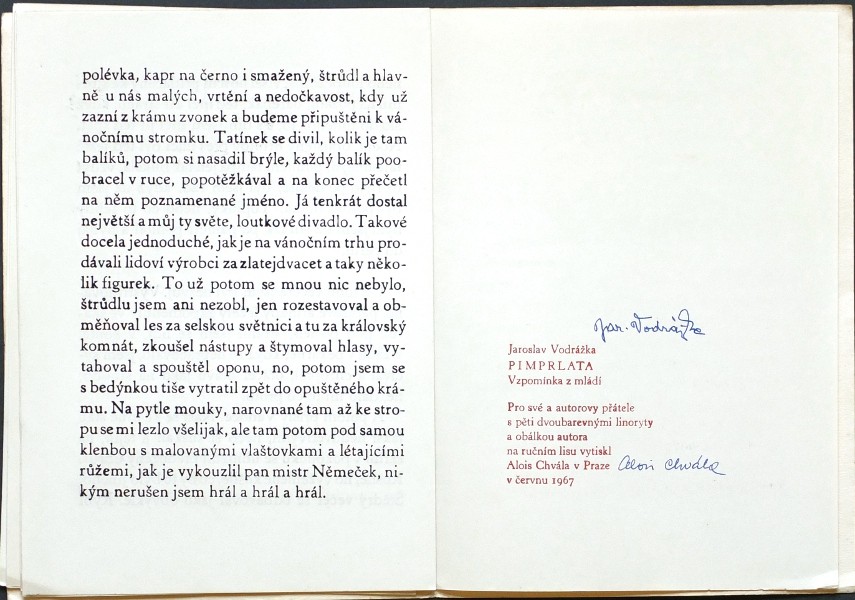 polévka, kapr na černo i smažený, štrůdl a hlav-
ně u nás malých, vrtění a nedočkavost, kdy už
zazní z krámu zvonek a budeme připuštěni k vá-
nočnímu stromku. Tatínek se divil, kolik je tam
balíků, potom si nasadil brýle, každý balík poo-
bracel v ruce, popotěžkával a na konec přečetl
na něm poznamenané jméno. Já tenkrát dostal
největší a můj ty světe, loutkové divadlo. Takové
docela jednoduché, jak je na vánočním trhu pro-
dávali lidoví výrobci za zlatej dvacet a taky něko-
lik figurek. To už potom se mnou nic nebylo,
štrůdlu jsem ani nezobl, jen rozestavoval a ob-
měňoval les za selskou světnici a tu za královský
komnát, zkoušel nástupy a štymoval hlasy, vy-
tahoval a spouštěl oponu, no, potom jsem se
s bedýnkou tiše vytratil zpět do opuštěného krá-
mu. Na pytle mouky, narovnané tam až ke stro-
pu se mi lezlo všelijak, ale tam potom pod samou
klenbou s malovanými vlaštovkami a létajícími
růžemi, jak je vykouzlil pan mistr Němeček, ni-
kým nerušen jsem hrál a hrál a hrál.
Jar. Vodrážka
Jaroslav Vodrážka
PIMPRLATA
Vzpomínka z mládí
Pro své a autorovy přátele
s pěti dvoubarevnými linoryty
a obálkou autora
na ručním lisu vytiskl
Alois Chvála v Praze Alois Chvála
v červnu 1967